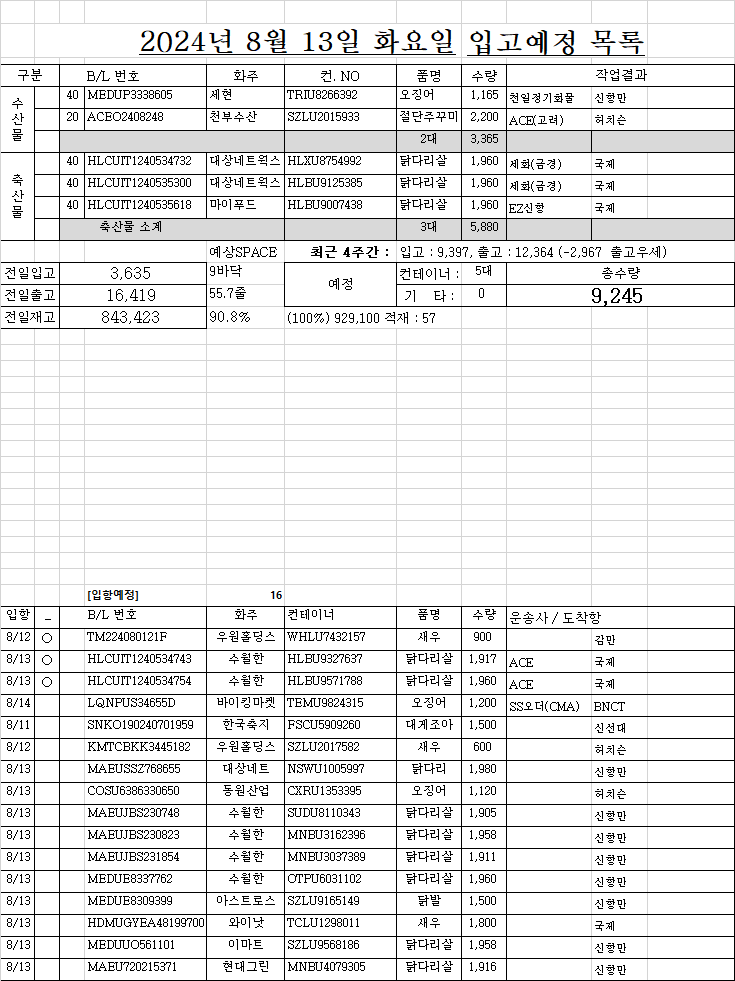 2024년 8월 13일 화요일 입고예정 목록
구분 B/L 번호 화주 컨. NO 품명 수량 작업결과
수산물
40 MEDUP3338605 세현 TRIU8266392 오징어 1,165 천일정기화물 신항만
20 ACBO2408248 천부수산 SZLU2015933 절단주꾸미 2,200 ACE(고려) 허치슨
2대 3,365
축산물
40 HLCUIT1240534732 대상네트웍스 HLXU8754992 닭다리살 1,960 세화(금경) 국제
40 HLCUIT1240535300 대상네트웍스 HLBU9125385 닭다리살 1,960 세화(금경) 국제
40 HLCUIT1240535618 마이푸드 HLBU9007438 닭다리살 1,960 EZ신항 국제
축산물 소계 3대 5,880
예상SPACE 최근 4주간 : 입고 : 9,397, 출고 : 12,364 (-2,967 출고우세)
전일입고 3,635 9바닥 예정 컨테이너 : 5대 총수량
전일출고 16,419 55.7줄 기 타 : 0 9,245
전일재고 843,423 90.8% (100%) 929,100 적재 : 57
[입항예정] 16
입항 _ B/L 번호 화주 컨테이너 품명 수량 운송사 / 도착항
8/12 ○ TM224080121F 우원홀딩스 WHLU7432157 새우 900 감만
8/13 ○ HLCUIT1240534743 수월한 HLBU9327637 닭다리살 1,917 ACE 국제
8/13 ○ HLCUIT1240534754 수월한 HLBU9571788 닭다리살 1,960 ACE 국제
8/14 LQNPUS34655D 바이킹마켓 TEMU9824315 오징어 1,200 SS오더(CMA) BNCT
8/11 SNKO190240701959 한국축지 FSCU5909260 대게조아 1,500 신선대
8/12 KMTCBKK3445182 우원홀딩스 SZLU2017582 새우 600 허치슨
8/13 MAEUSSZ768655 대상네트 NSWU1005997 닭다리 1,980 신항만
8/13 COSU6386330650 동원산업 CXRU1353395 오징어 1,120 허치슨
8/13 MAEUJBS230748 수월한 SUDU8110343 닭다리살 1,905 신항만
8/13 MAEUJBS230823 수월한 MNBU3162396 닭다리살 1,958 신항만
8/13 MAEUJBS231854 수월한 MNBU3037389 닭다리살 1,911 신항만
8/13 MEDUE8337762 수월한 OTPU6031102 닭다리살 1,960 신항만
8/13 MEDUE8309399 아스트로스 SZLU9165149 닭발 1,500 신항만
8/13 HDMUGYEA48199700 와이낫 TCLU1298011 새우 1,800 국제
8/13 MEDUUO561101 이마트 SZLU9568186 닭다리살 1,958 신항만
8/13 MAEU720215371 현대그린 MNBU4079305 닭다리살 1,916 신항만